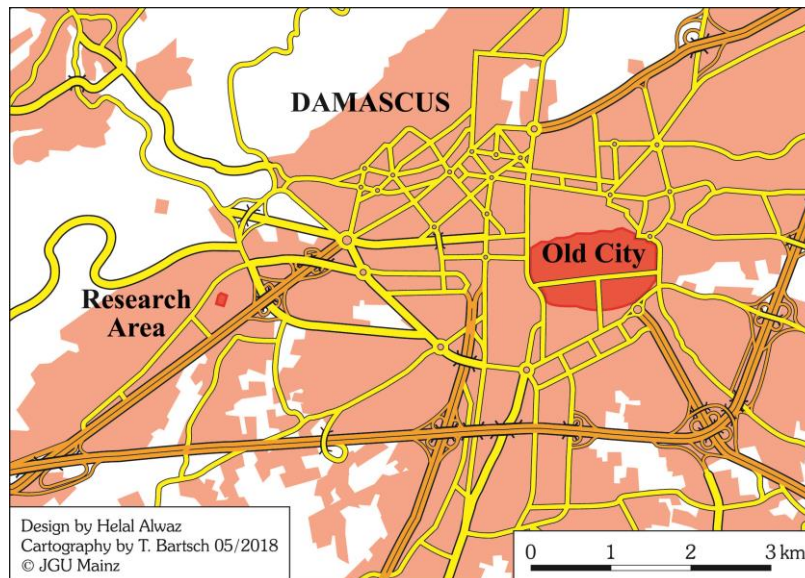 DAMASCUS
Old City
Research
Area
Design by Helal Alwaz
Cartography by T. Bartsch 05/2018
© JGU Mainz
0 1 2 3 km